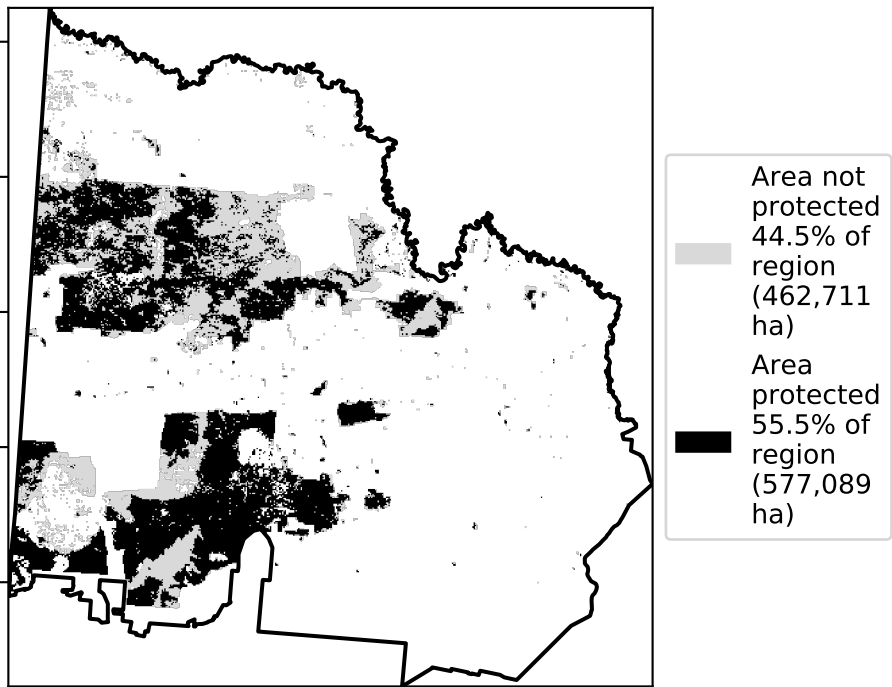 Area not
protected
44.5% of
region
(462,711
ha)
Area
protected
55.5% of
region
(577,089
ha)